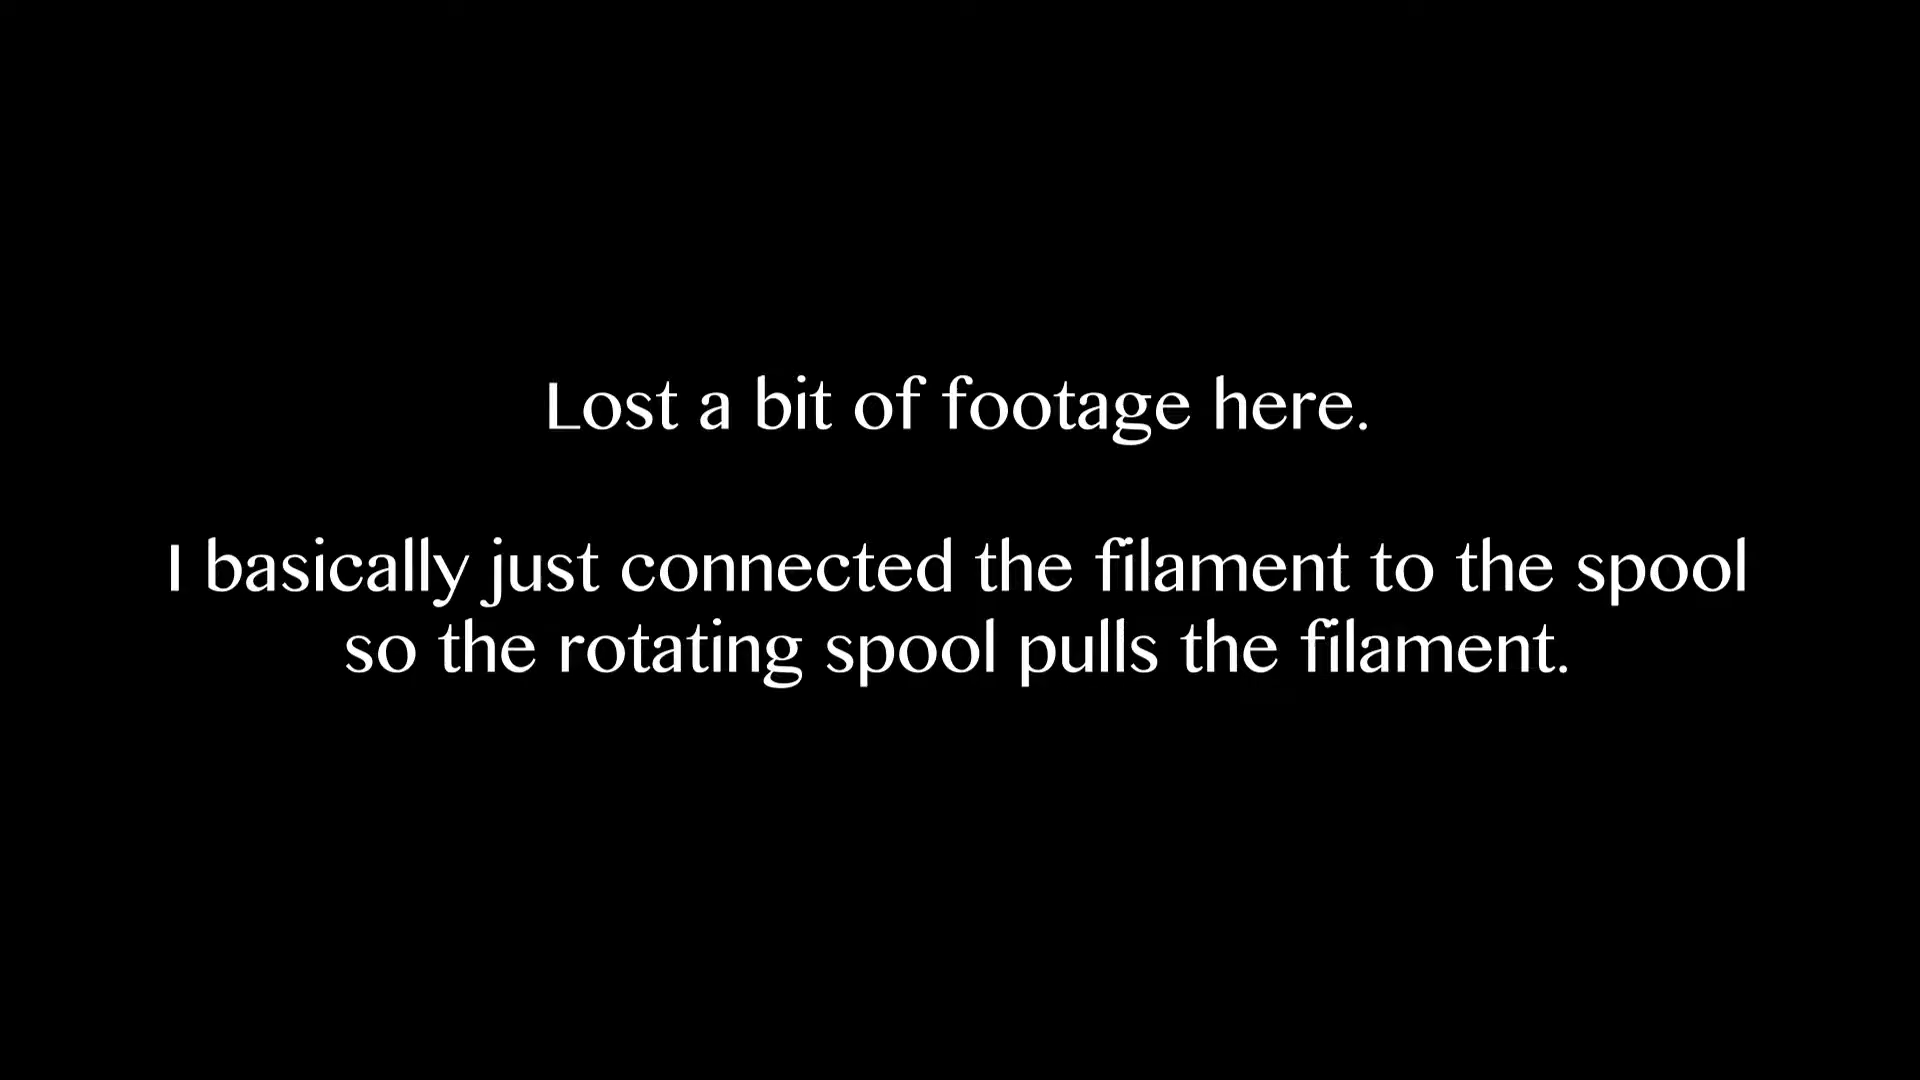 Lost a bit of footage here.
I basically just connected the filament to the spool
so the rotating spool pulls the filament.